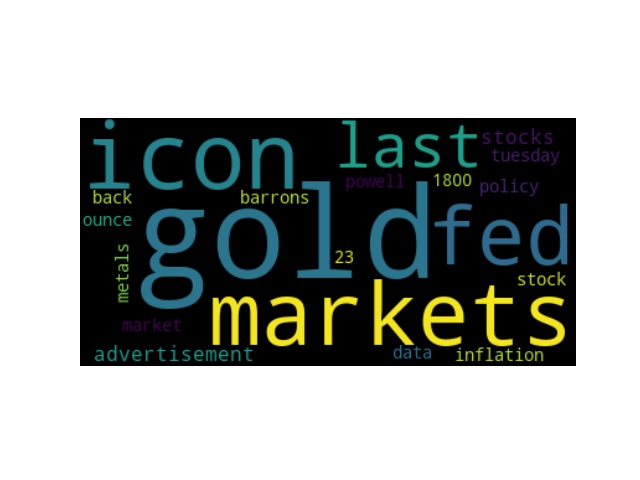 icon
last
stocks
tuesday
powell
1800
policy
back
barrons
ounce
gold
fed
metals
23
stock
markets
market
advertisement
data
inflation